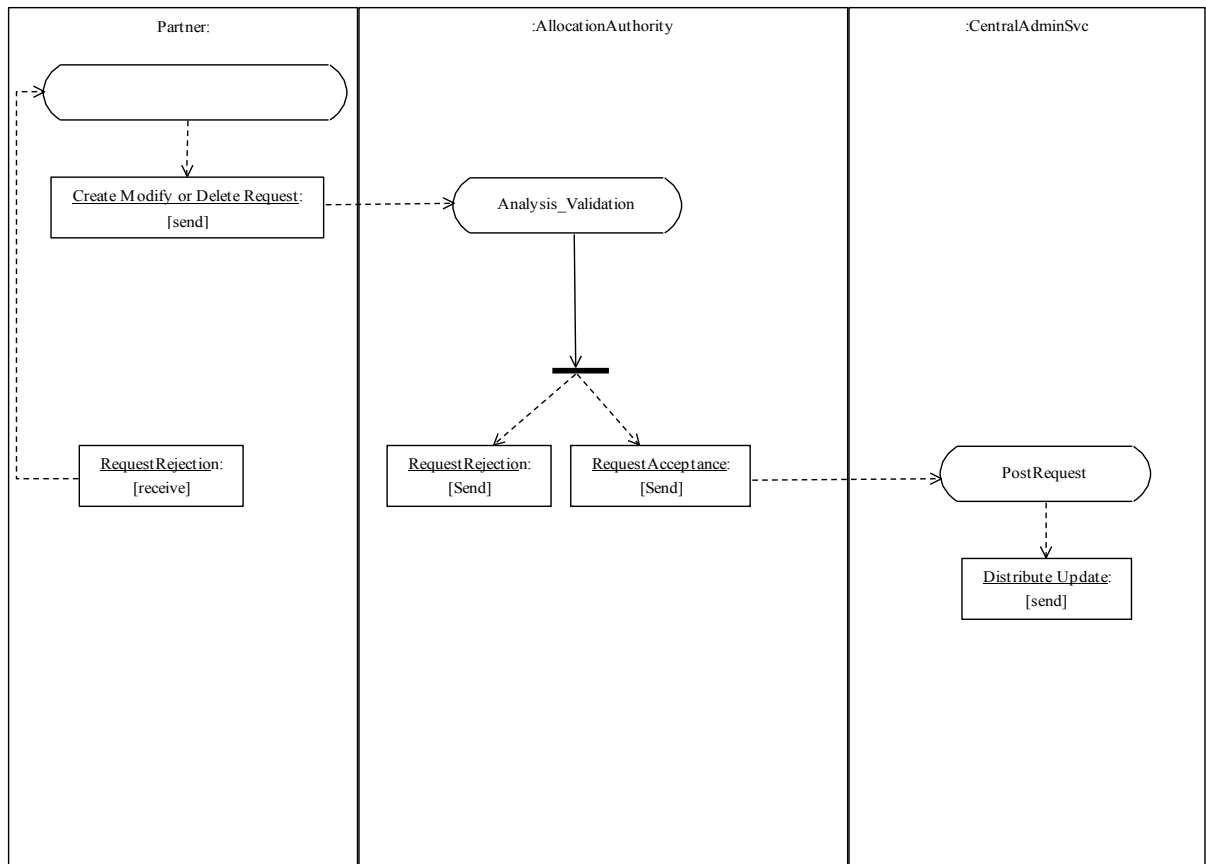 Partner:
:AllocationAuthority
:CentralAdminSvc
Create Modify or Delete Request:
[send]
Analysis_Validation
RequestRejection:
[receive]
RequestRejection:
[Send]
RequestAcceptance:
[Send]
PostRequest
Distribute Update:
[send]